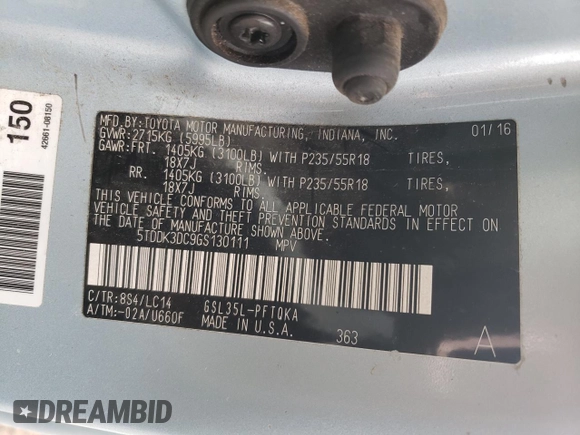 150
42661-08150
MFD.BY:TOYOTA MOTOR MANUFACTURING, INDIANA, INC. 01/16
GVWR:2715KG (5995LB)
GAWR:FRT. 1405KG (3100LB) WITH P235/55R18 TIRES,
18X7J RIMS.
RR. 1405KG (3100LB) WITH P235/55R18 TIRES,
18X7J RIMS.
THIS VEHICLE CONFORMS TO ALL APPLICABLE FEDERAL MOTOR
VEHICLE SAFETY AND THEFT PREVENTION STANDARDS IN EFFECT ON
THE DATE OF MANUFACTURE SHOWN ABOVE.
5TDDK3DC9GS130111 MPV
C/TR:8S4/LC14 GSL35L-PFTQKA
A/TM:-02A/U660F MADE IN U.S.A. 363 A
DREAMBID